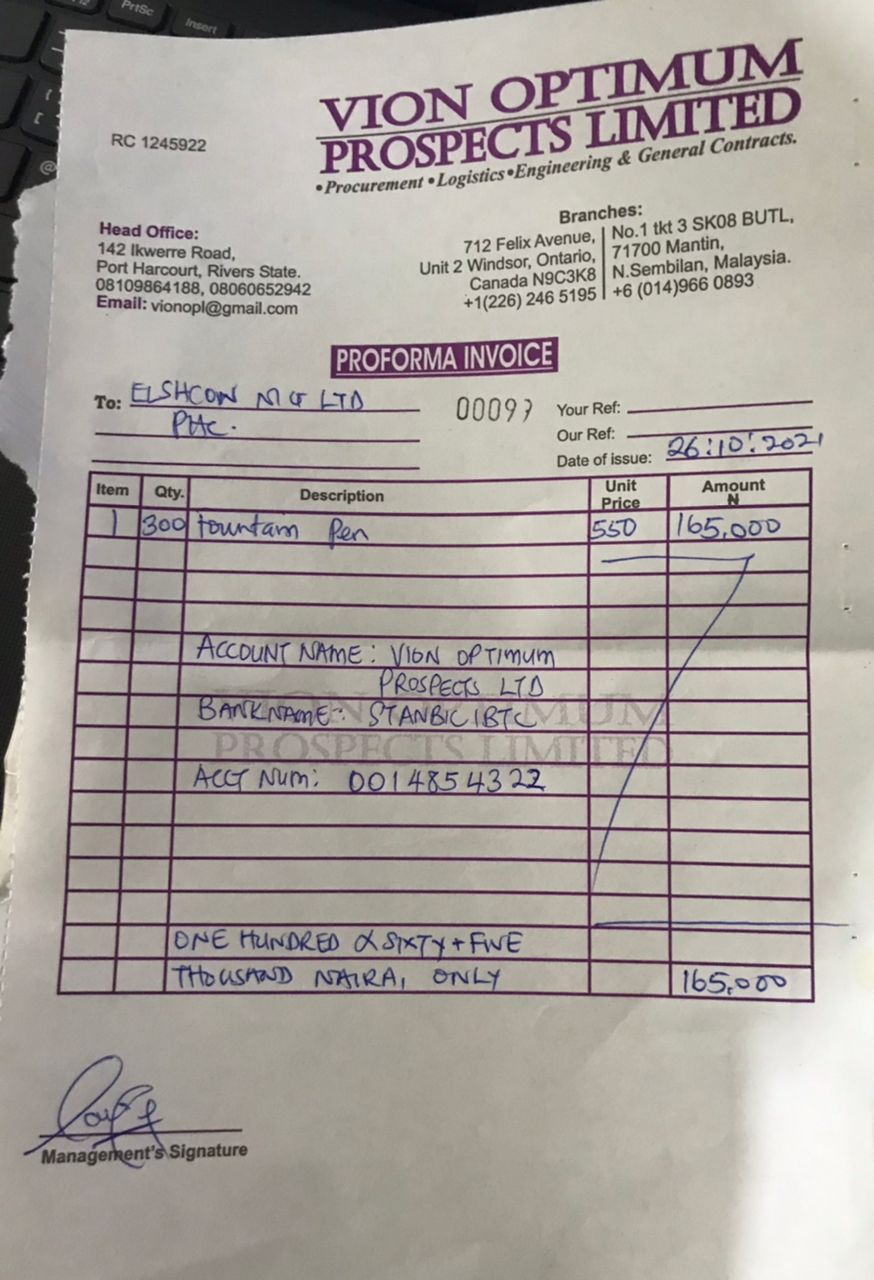 PrtSc
Insert
VION OPTIMUM
PROSPECTS LIMITED
•Procurement •Logistics•Engineering & General Contracts.
RC 1245922
Head Office:
142 Ikwerre Road,
Port Harcourt, Rivers State.
08109864188, 08060652942
Email: vionopl@gmail.com
Branches:
712 Felix Avenue,
Unit 2 Windsor, Ontario,
Canada N9C3K8
+1(226) 246 5195
No.1 tkt 3 SK08 BUTL,
71700 Mantin,
N.Sembilan, Malaysia.
+6 (014)966 0893
PROFORMA INVOICE
To: ELSHCON LTD
PHC.
00097
Your Ref:
Our Ref:
Date of issue: 26:10:2021
Item Qty. Description Unit Price Amount ₦
1 300 fountain Pen 550 165,000
ACCOUNT NAME: VION OPTIMUM
PROSPECTS LTD
BANK NAME:- STANBIC IBTC
VION OPTIMUM
PROSPECTS LIMITED
ACCT NUM: 0014854322
ONE HUNDRED & SIXTY + FIVE
THOUSAND NAIRA, ONLY 165,000
Management's Signature